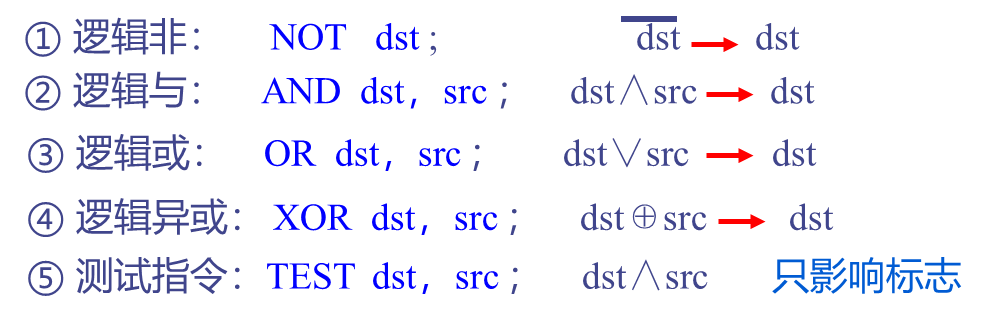 ① 逻辑非： NOT dst ; d̅s̅t̅ → dst
② 逻辑与： AND dst，src ； dst∧src → dst
③ 逻辑或： OR dst，src ； dst∨src → dst
④ 逻辑异或： XOR dst，src ； dst⊕src → dst
⑤ 测试指令： TEST dst，src ； dst∧src 只影响标志